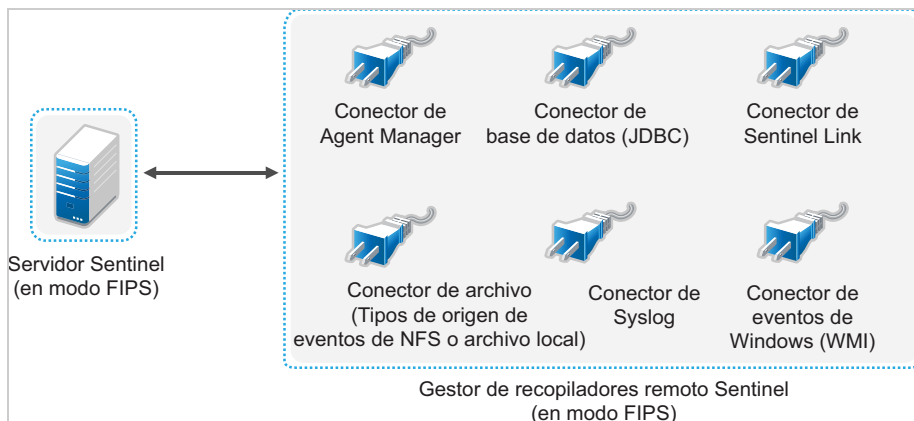 Conector de
Agent Manager
Conector de
base de datos (JDBC)
Conector de
Sentinel Link
Servidor Sentinel
(en modo FIPS)
Conector de archivo
(Tipos de origen de
eventos de NFS o archivo local)
Conector de
Syslog
Conector de
eventos de
Windows (WMI)
Gestor de recopiladores remoto Sentinel
(en modo FIPS)